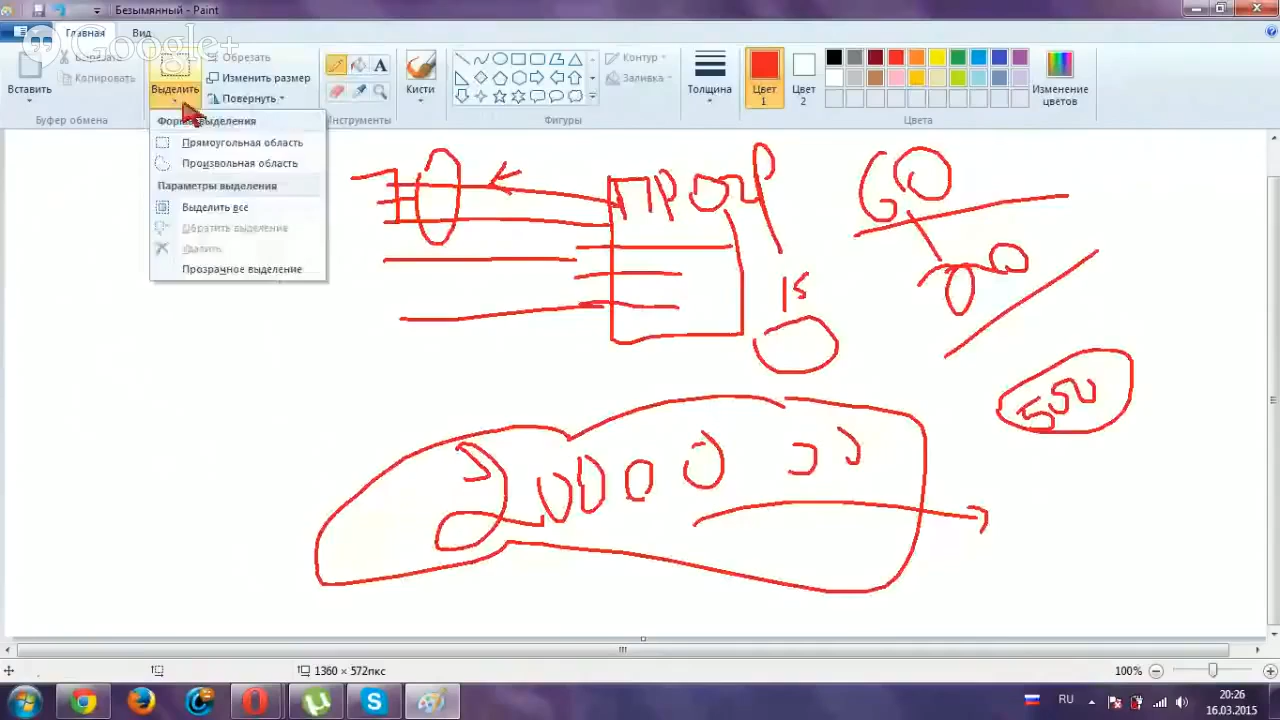 Безымянный - Paint
Google+
Главная
Вид
Вставить
Вырезать
Копировать
Буфер обмена
Выделить
Обрезать
Изменить размер
Повернуть
Инструменты
Кисти
Контур
Заливка
Фигуры
Толщина
Цвет 1
Цвет 2
Изменение цветов
Цвета
Форма выделения
Прямоугольная область
Произвольная область
Параметры выделения
Выделить все
Обратить выделение
Удалить
Прозрачное выделение
ПРОГР
60
15
500
1360 × 572пкс
100%
RU
20:26
16.03.2015